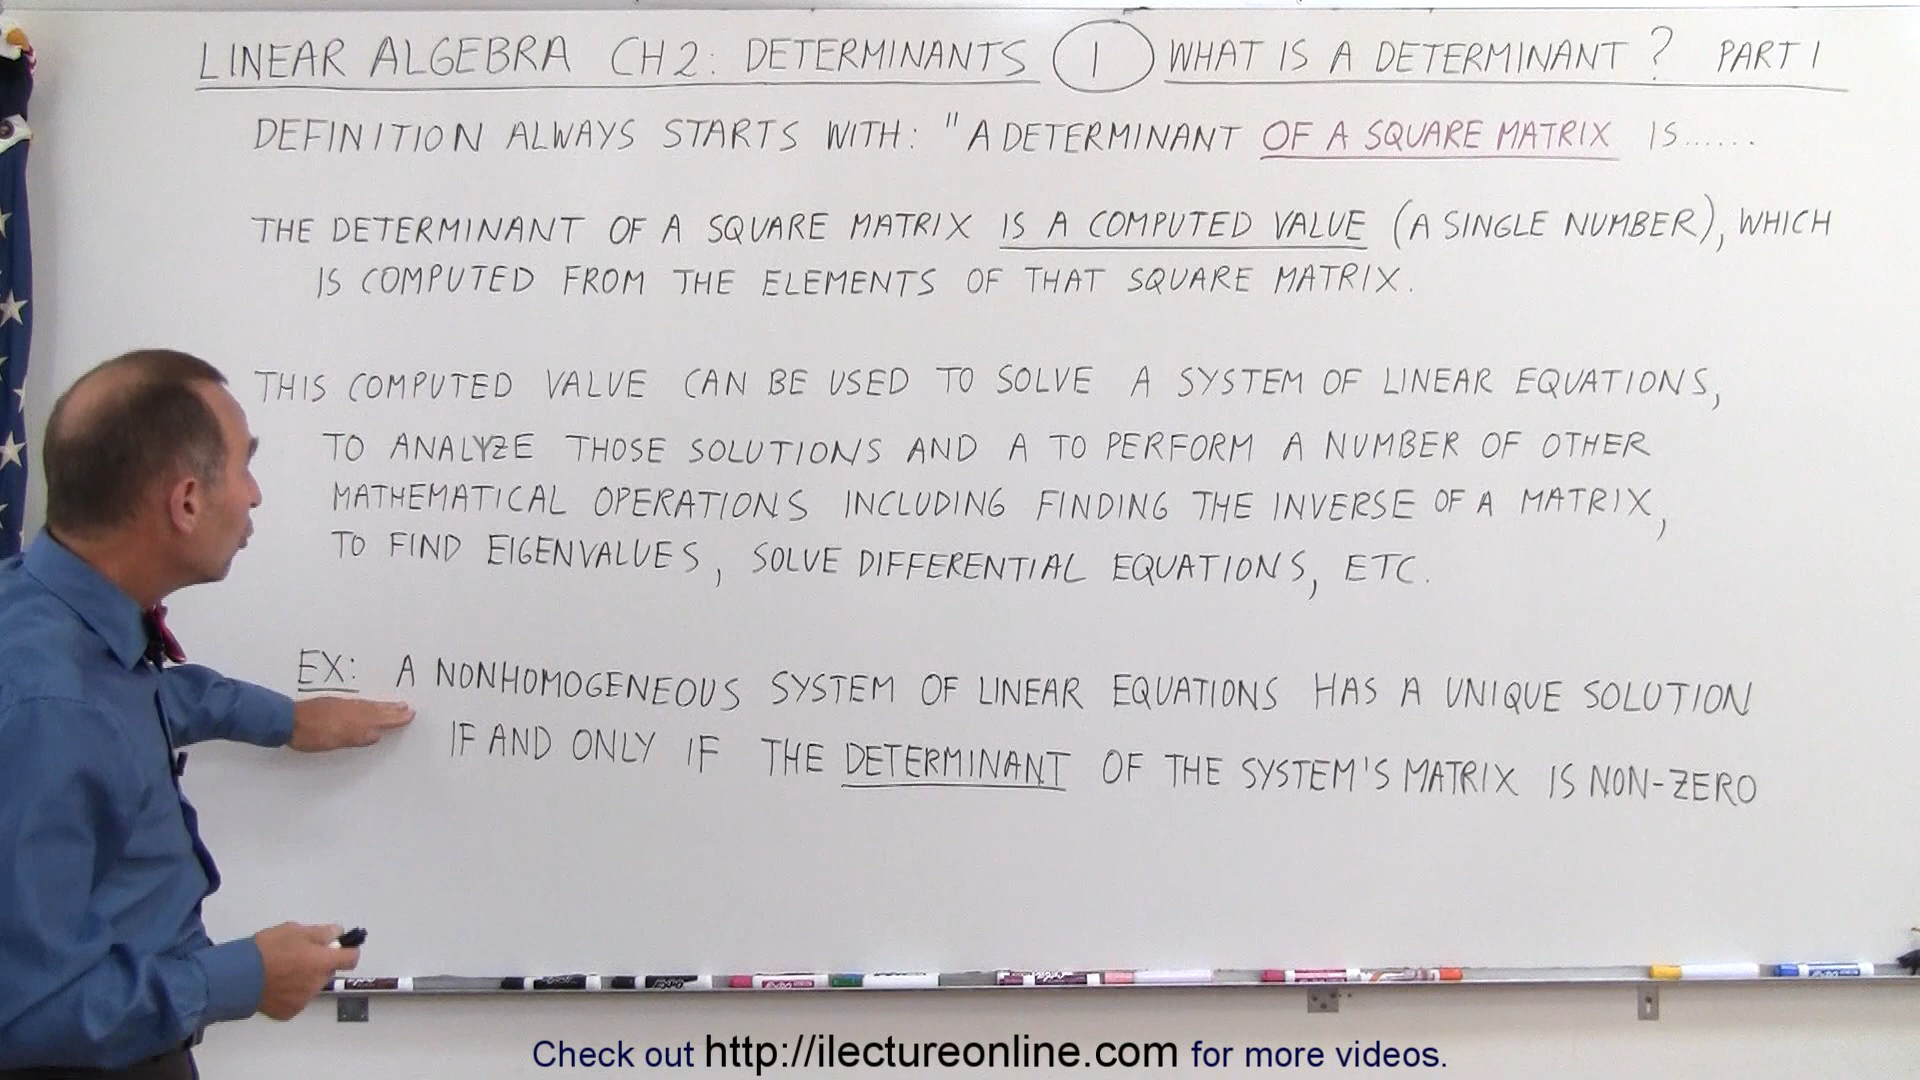 LINEAR ALGEBRA CH 2: DETERMINANTS 1 WHAT IS A DETERMINANT? PART 1
DEFINITION ALWAYS STARTS WITH: "A DETERMINANT OF A SQUARE MATRIX IS......
THE DETERMINANT OF A SQUARE MATRIX IS A COMPUTED VALUE (A SINGLE NUMBER), WHICH
IS COMPUTED FROM THE ELEMENTS OF THAT SQUARE MATRIX.
THIS COMPUTED VALUE CAN BE USED TO SOLVE A SYSTEM OF LINEAR EQUATIONS,
TO ANALYZE THOSE SOLUTIONS AND A TO PERFORM A NUMBER OF OTHER
MATHEMATICAL OPERATIONS INCLUDING FINDING THE INVERSE OF A MATRIX,
TO FIND EIGENVALUES, SOLVE DIFFERENTIAL EQUATIONS, ETC.
EX: A NONHOMOGENEOUS SYSTEM OF LINEAR EQUATIONS HAS A UNIQUE SOLUTION
IF AND ONLY IF THE DETERMINANT OF THE SYSTEM'S MATRIX IS NON-ZERO
Check out http://ilectureonline.com for more videos.